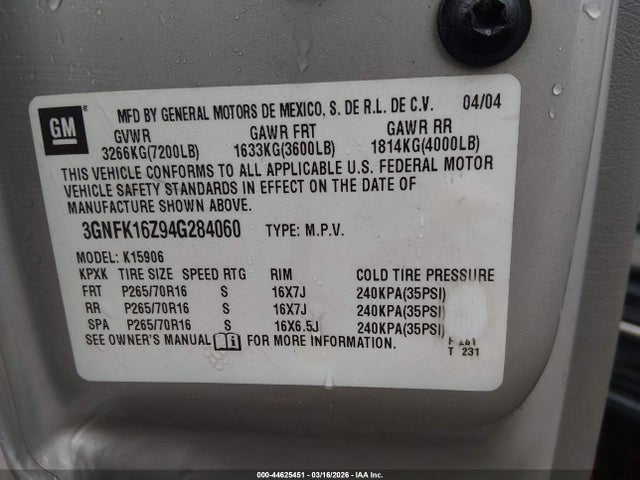 GM
MFD BY GENERAL MOTORS DE MEXICO, S. DE R.L. DE C.V. 04/04
GVWR GAWR FRT GAWR RR
3266KG(7200LB) 1633KG(3600LB) 1814KG(4000LB)
THIS VEHICLE CONFORMS TO ALL APPLICABLE U.S. FEDERAL MOTOR
VEHICLE SAFETY STANDARDS IN EFFECT ON THE DATE OF
MANUFACTURE SHOWN ABOVE.
3GNFK16Z94G284060 TYPE: M.P.V.
MODEL: K15906
KPXK TIRE SIZE SPEED RTG RIM COLD TIRE PRESSURE
FRT P265/70R16 S 16X7J 240KPA(35PSI)
RR P265/70R16 S 16X7J 240KPA(35PSI)
SPA P265/70R16 S 16X6.5J 240KPA(35PSI)
SEE OWNER'S MANUAL FOR MORE INFORMATION.
T 231
000-44625451 - 03/16/2026 - IAA Inc.